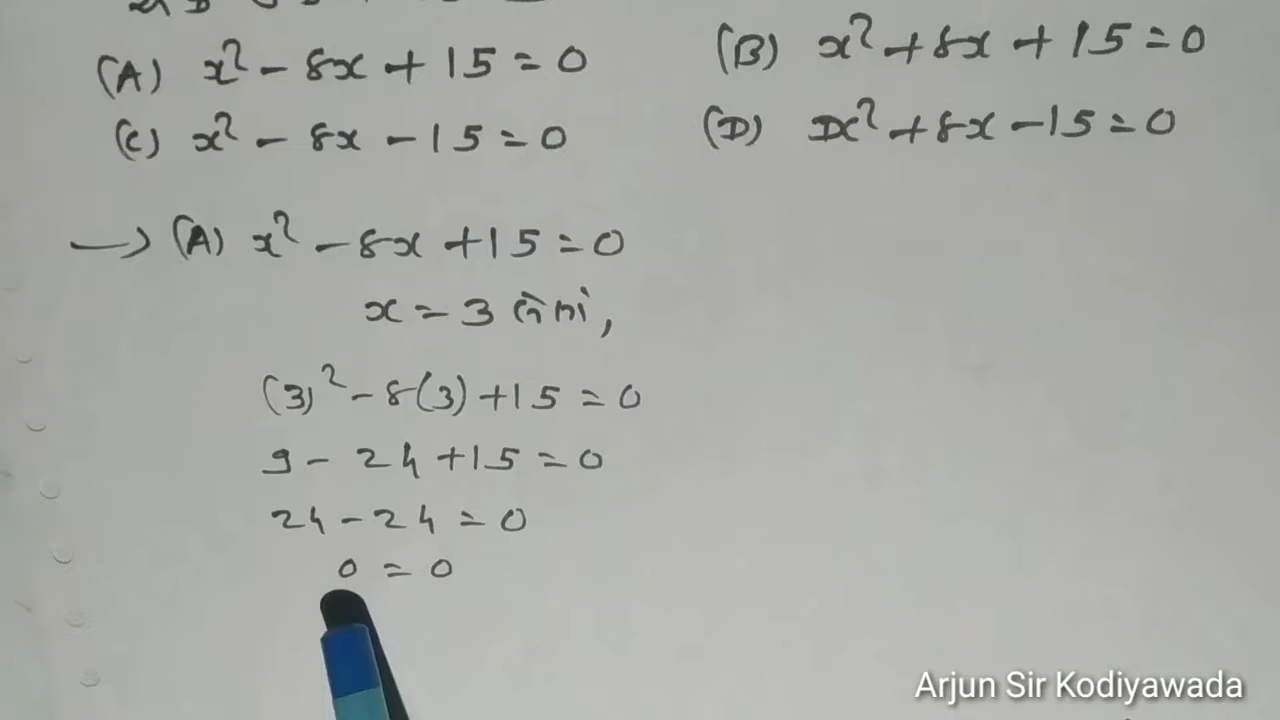 (A) x² - 8x + 15 = 0
(B) x² + 8x + 15 = 0
(C) x² - 8x - 15 = 0
(D) x² + 8x - 15 = 0
→ (A) x² - 8x + 15 = 0
x = 3 લેતાં,
(3)² - 8(3) + 15 = 0
9 - 24 + 15 = 0
24 - 24 = 0
0 = 0
Arjun Sir Kodiyawada